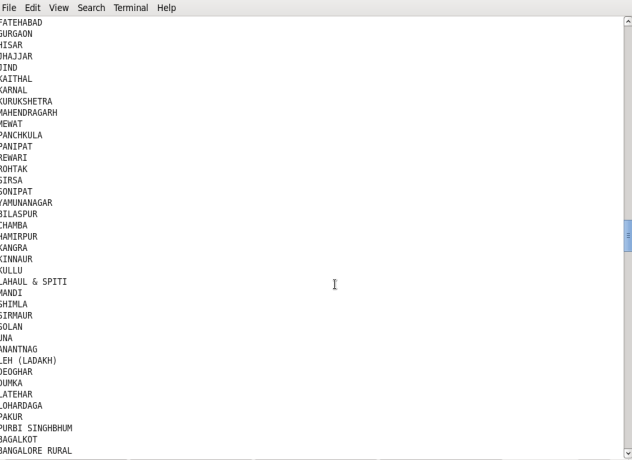 File Edit View Search Terminal Help
FATEHABAD
GURGAON
HISAR
JHAJJAR
JIND
KAITHAL
KARNAL
KURUKSHETRA
MAHENDRAGARH
MEWAT
PANCHKULA
PANIPAT
REWARI
ROHTAK
SIRSA
SONIPAT
YAMUNANAGAR
BILASPUR
CHAMBA
HAMIRPUR
KANGRA
KINNAUR
KULLU
LAHAUL & SPITI
MANDI
SHIMLA
SIRMAUR
SOLAN
UNA
ANANTNAG
LEH (LADAKH)
DEOGHAR
DUMKA
LATEHAR
LOHARDAGA
PAKUR
PURBI SINGHBHUM
BAGALKOT
BANGALORE RURAL